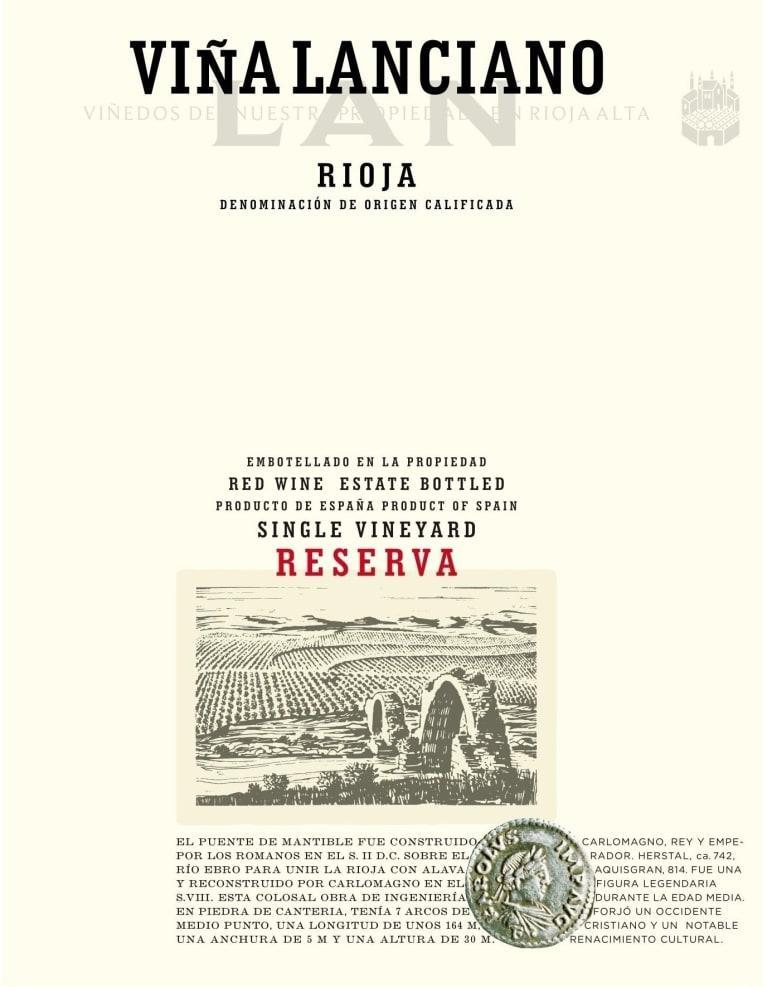 VIÑA LANCIANO
LAN
VIÑEDOS DE NUESTRA PROPIEDAD EN RIOJA ALTA
RIOJA
DENOMINACIÓN DE ORIGEN CALIFICADA
EMBOTELLADO EN LA PROPIEDAD
RED WINE ESTATE BOTTLED
PRODUCTO DE ESPAÑA PRODUCT OF SPAIN
SINGLE VINEYARD
RESERVA
EL PUENTE DE MANTIBLE FUE CONSTRUIDO
POR LOS ROMANOS EN EL S. II D.C. SOBRE EL
RÍO EBRO PARA UNIR LA RIOJA CON ALAVA
Y RECONSTRUIDO POR CARLOMAGNO EN EL
S.VIII. ESTA COLOSAL OBRA DE INGENIERÍA
EN PIEDRA DE CANTERIA, TENÍA 7 ARCOS DE
MEDIO PUNTO, UNA LONGITUD DE UNOS 164 M,
UNA ANCHURA DE 5 M Y UNA ALTURA DE 30 M.
KAROLVS IMP AVG
CARLOMAGNO, REY Y EMPE-
RADOR. HERSTAL, ca. 742,
AQUISGRAN, 814. FUE UNA
FIGURA LEGENDARIA
DURANTE LA EDAD MEDIA.
FORJÓ UN OCCIDENTE
CRISTIANO Y UN NOTABLE
RENACIMIENTO CULTURAL.